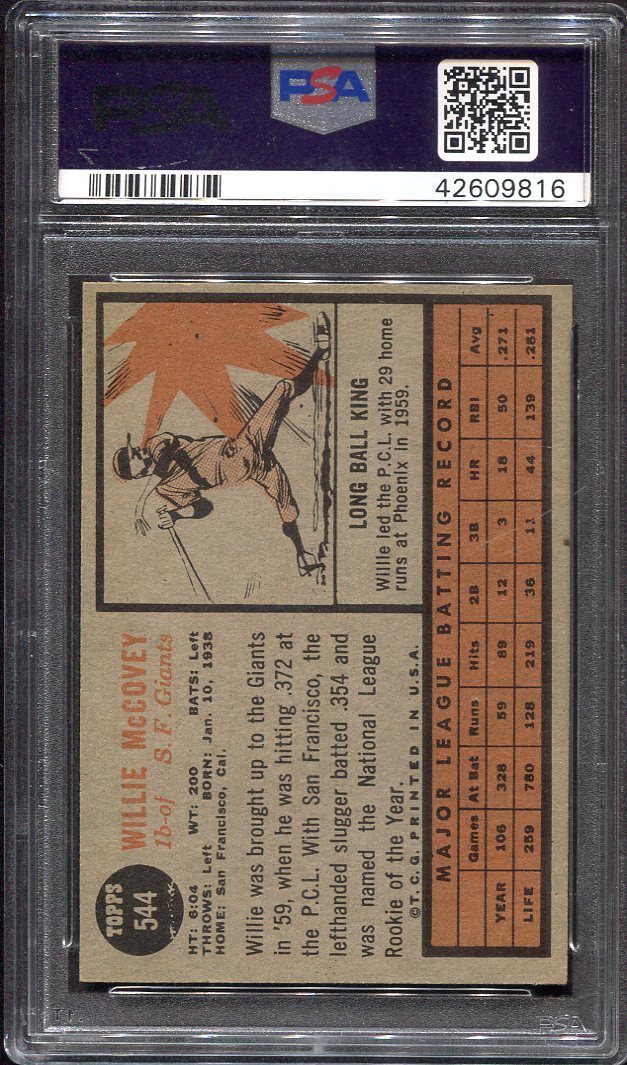 PSA
PSA
42609816
TOPPS
544
WILLIE McCOVEY
1b-of S. F. Giants
HT: 6:04 WT: 200 BATS: Left
THROWS: Left BORN: Jan. 10, 1938
HOME: San Francisco, Cal.
Willie was brought up to the Giants
in '59, when he was hitting .372 at
the P.C.L. With San Francisco, the
lefthanded slugger batted .354 and
was named the National League
Rookie of the Year.
©T.C.G. PRINTED IN U.S.A.
LONG BALL KING
Willie led the P.C.L. with 29 home
runs at Phoenix in 1959.
MAJOR LEAGUE BATTING RECORD
Games At Bat Runs Hits 2B 3B HR RBI Avg
YEAR 106 328 59 89 12 3 18 50 .271
LIFE 259 780 128 219 36 11 44 139 .281
PSA